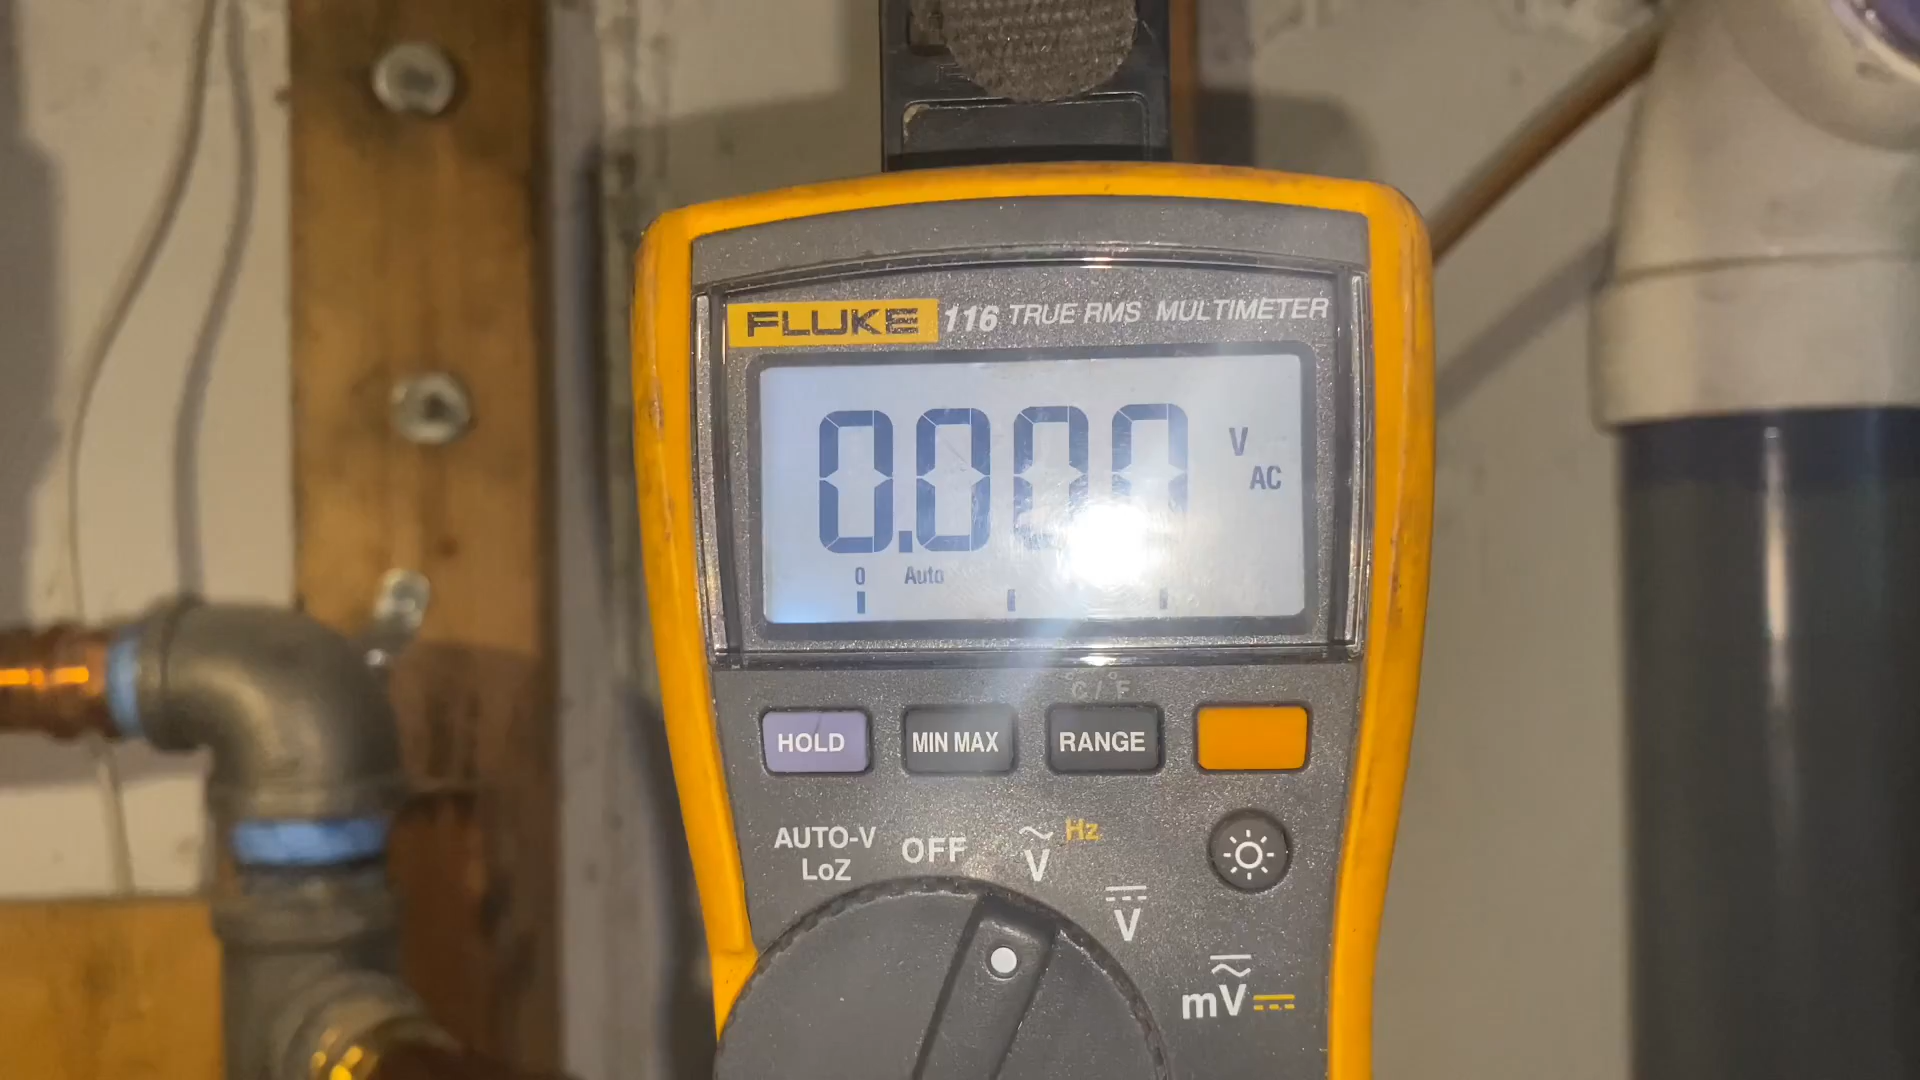 FLUKE 116 TRUE RMS MULTIMETER
0.000 V
AC
0 Auto
°C/°F
HOLD MIN MAX RANGE
AUTO-V OFF V Hz
LoZ
V
mV